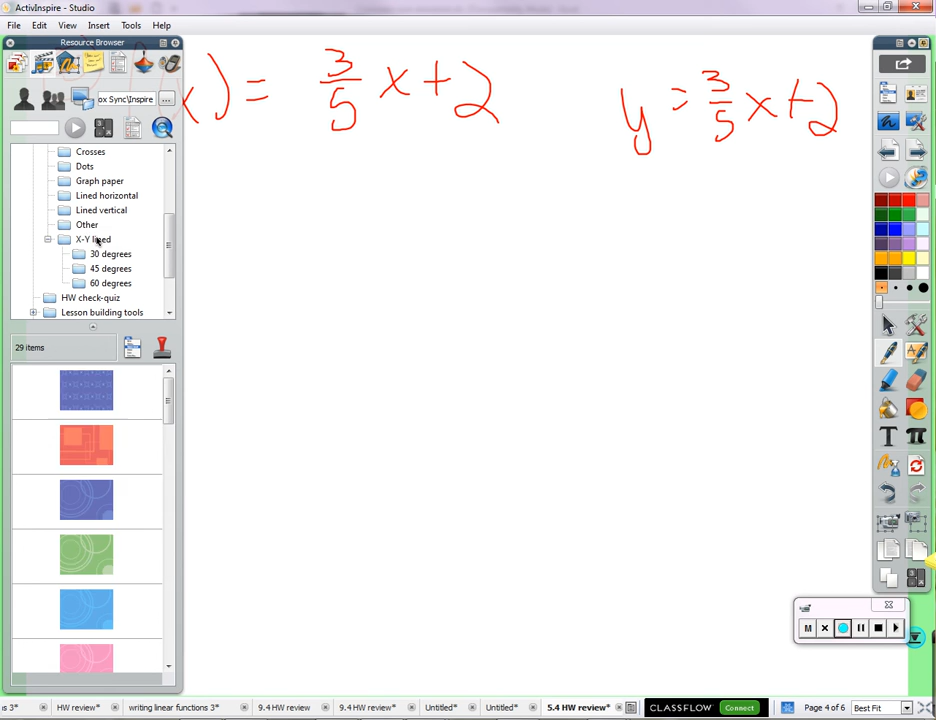 ActivInspire - Studio
File Edit View Insert Tools Help
Resource Browser
x) = 3/5 x + 2
y = 3/5 x + 2
ox Sync\Inspire
...
Crosses
Dots
Graph paper
Lined horizontal
Lined vertical
Other
X-Y lined
30 degrees
45 degrees
60 degrees
HW check-quiz
Lesson building tools
29 items
T π
M
s 3* HW review* writing linear functions 3* 9.4 HW review 9.4 HW review* Untitled* Untitled* 5.4 HW review* CLASSFLOW Connect Page 4 of 6 Best Fit